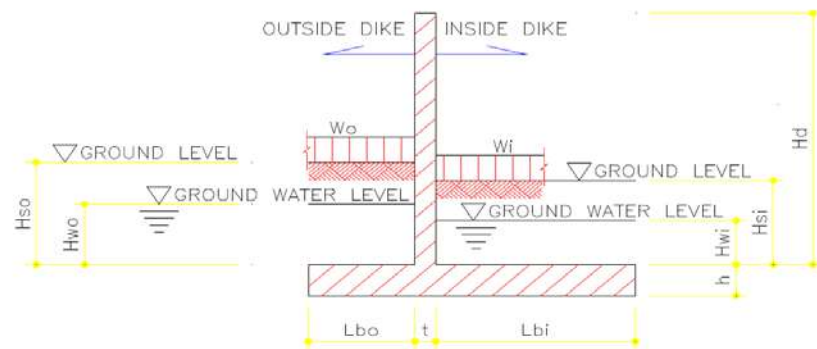 OUTSIDE DIKE
INSIDE DIKE
Wo
Wi
GROUND LEVEL
GROUND LEVEL
GROUND WATER LEVEL
GROUND WATER LEVEL
Hso
Hwo
Hwi
Hsi
Hd
h
Lbo
t
Lbi